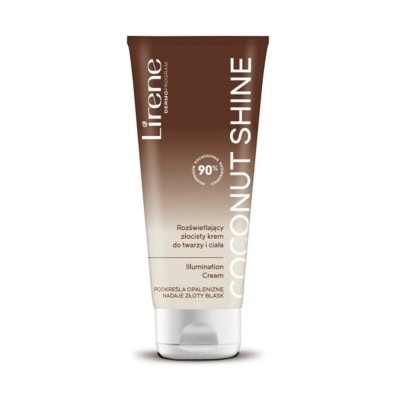 Lirene
DERMOPROGRAM
COCONUT SHINE
90%
Rozświetlający
złocisty krem
do twarzy i ciała
Illumination
Cream
PODKREŚLA OPALENIZNĘ
NADAJE ZŁOTY BLASK